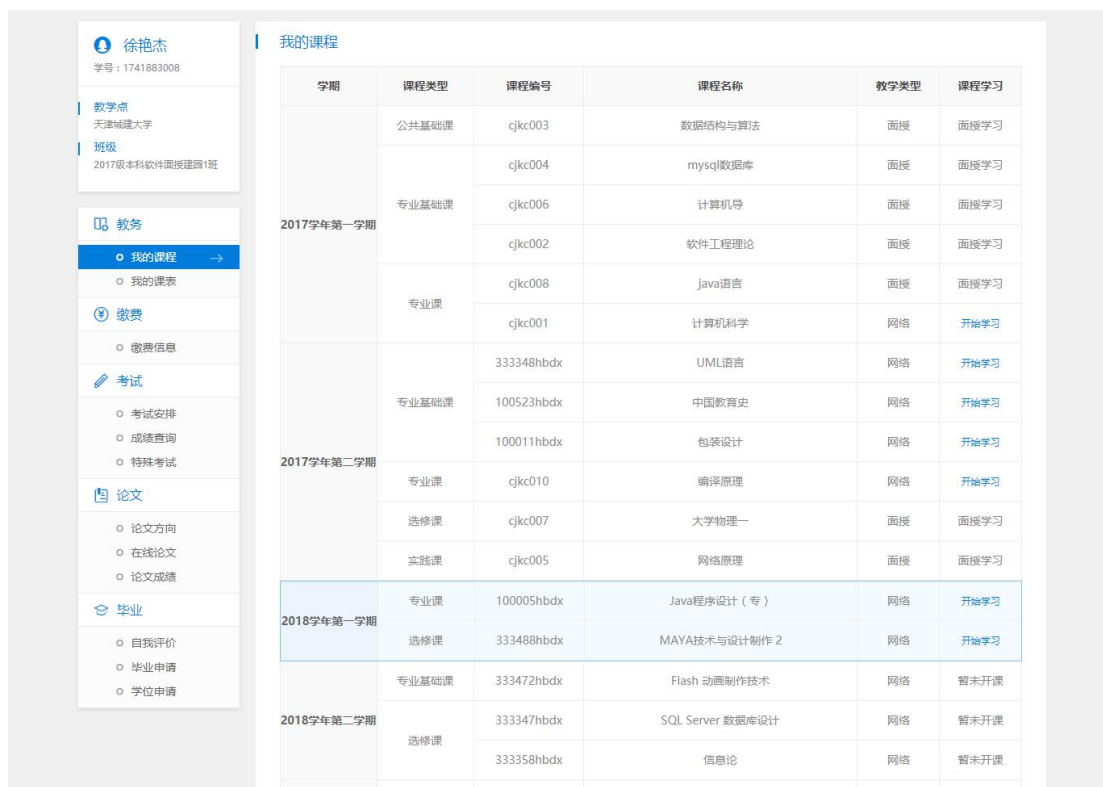 徐艳杰
学号：1741883008
教学点
天津城建大学
班级
2017级本科软件面授建园1班
教务
我的课程
我的课表
缴费
缴费信息
考试
考试安排
成绩查询
特殊考试
论文
论文方向
在线论文
论文成绩
毕业
自我评价
毕业申请
学位申请
我的课程
学期 课程类型 课程编号 课程名称 教学类型 课程学习
2017学年第一学期
公共基础课 cjkc003 数据结构与算法 面授 面授学习
专业基础课 cjkc004 mysql数据库 面授 面授学习
cjkc006 计算机导 面授 面授学习
cjkc002 软件工程理论 面授 面授学习
专业课 cjkc008 java语言 面授 面授学习
cjkc001 计算机科学 网络 开始学习
2017学年第二学期
专业基础课 333348hbdx UML语言 网络 开始学习
100523hbdx 中国教育史 网络 开始学习
100011hbdx 包装设计 网络 开始学习
专业课 cjkc010 编译原理 网络 开始学习
选修课 cjkc007 大学物理一 面授 面授学习
实践课 cjkc005 网络原理 面授 面授学习
2018学年第一学期
专业课 100005hbdx Java程序设计（专） 网络 开始学习
选修课 333488hbdx MAYA技术与设计制作 2 网络 开始学习
2018学年第二学期
专业基础课 333472hbdx Flash 动画制作技术 网络 暂未开课
选修课 333347hbdx SQL Server 数据库设计 网络 暂未开课
333358hbdx 信息论 网络 暂未开课